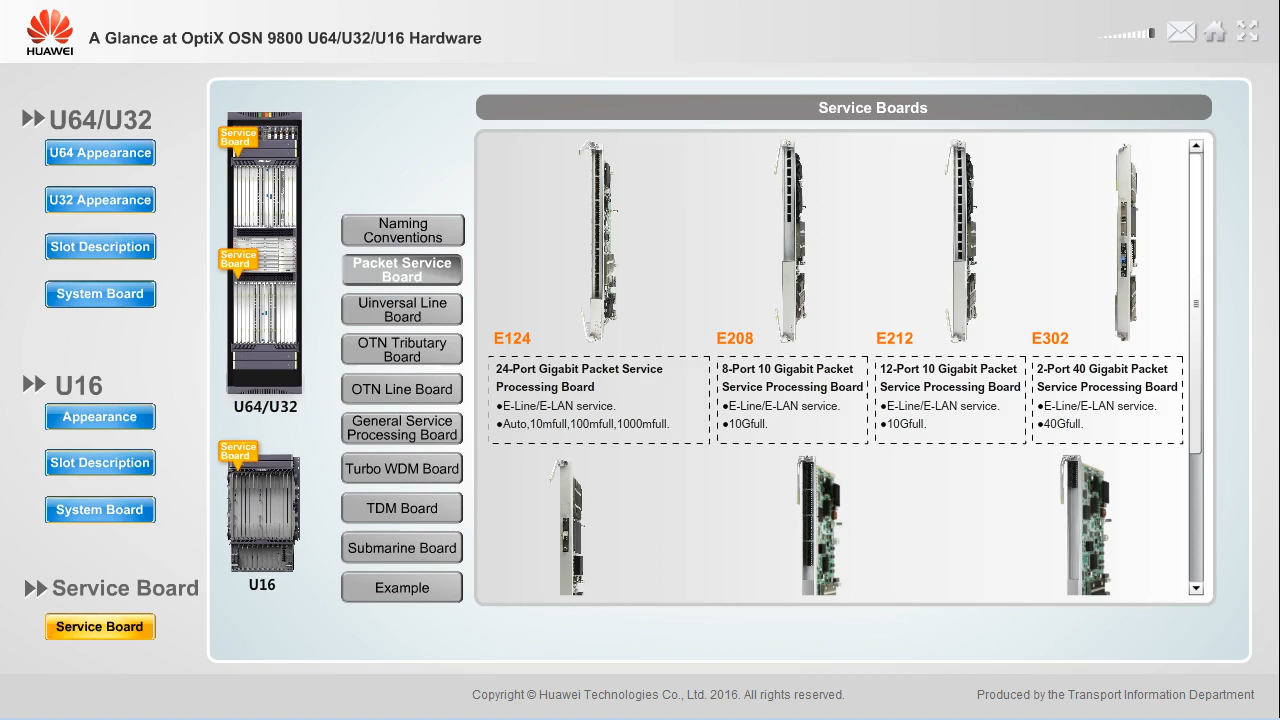 HUAWEI
A Glance at OptiX OSN 9800 U64/U32/U16 Hardware
U64/U32
U64 Appearance
U32 Appearance
Slot Description
System Board
U16
Appearance
Slot Description
System Board
Service Board
Service Board
Service
Board
Service
Board
U64/U32
Service
Board
U16
Naming
Conventions
Packet Service
Board
Uinversal Line
Board
OTN Tributary
Board
OTN Line Board
General Service
Processing Board
Turbo WDM Board
TDM Board
Submarine Board
Example
Service Boards
E124
24-Port Gigabit Packet Service
Processing Board
●E-Line/E-LAN service.
●Auto,10mfull,100mfull,1000mfull.
E208
8-Port 10 Gigabit Packet
Service Processing Board
●E-Line/E-LAN service.
●10Gfull.
E212
12-Port 10 Gigabit Packet
Service Processing Board
●E-Line/E-LAN service.
●10Gfull.
E302
2-Port 40 Gigabit Packet
Service Processing Board
●E-Line/E-LAN service.
●40Gfull.
Copyright © Huawei Technologies Co., Ltd. 2016. All rights reserved.
Produced by the Transport Information Department